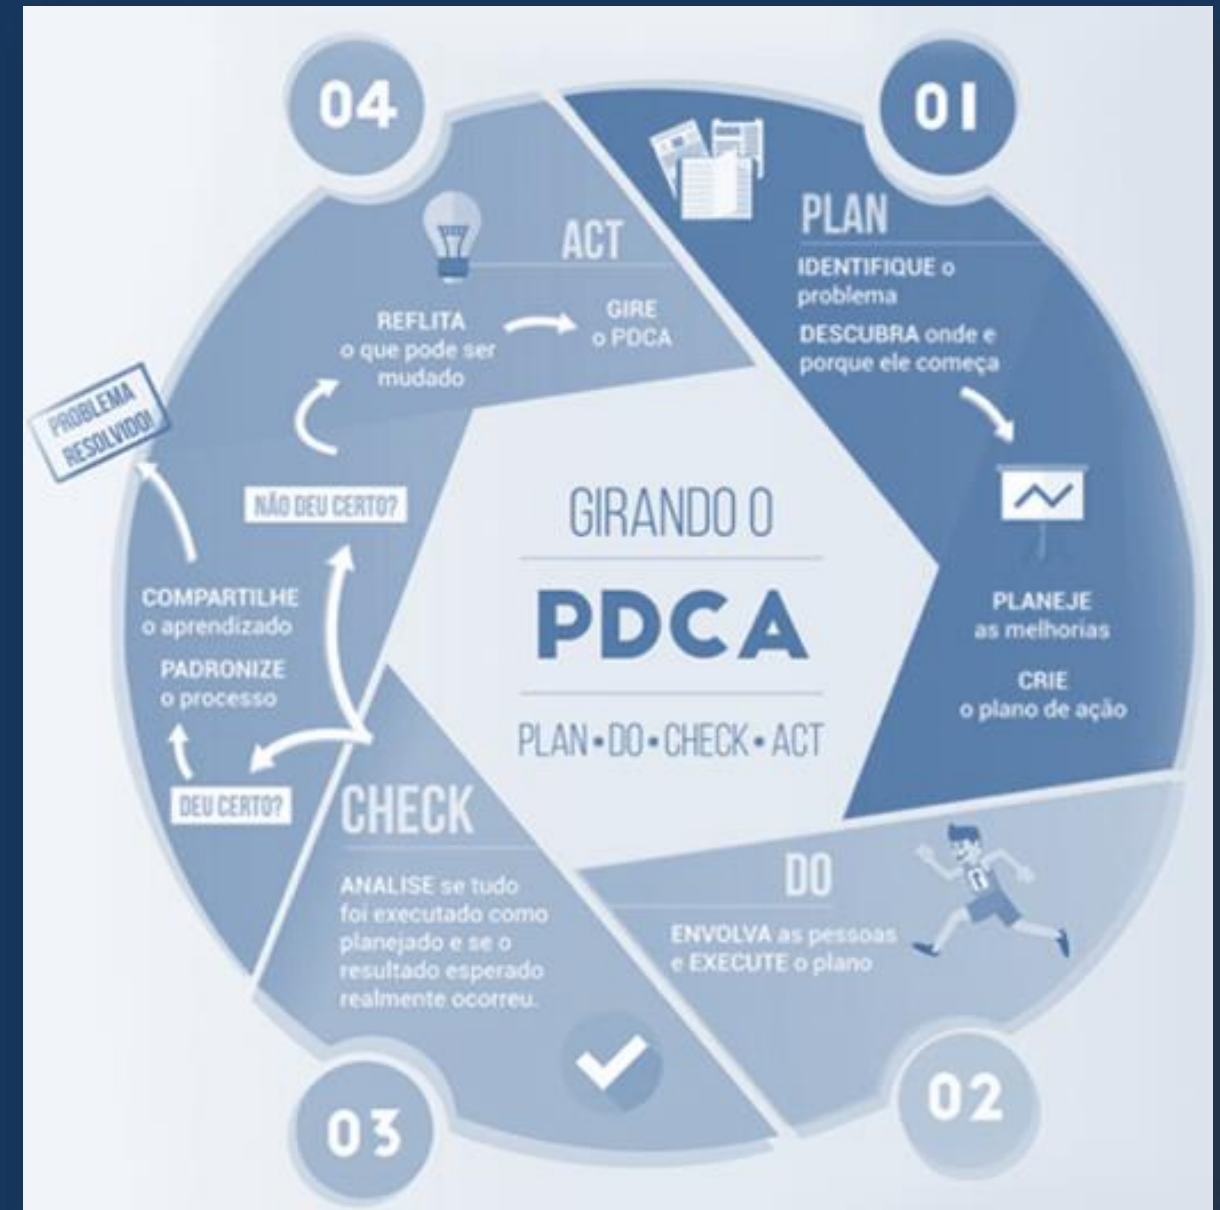 GIRANDO O
PDCA
PLAN • DO • CHECK • ACT
01
PLAN
IDENTIFIQUE o
problema
DESCUBRA onde e
porque ele começa
PLANEJE
as melhorias
CRIE
o plano de ação
02
DO
ENVOLVA as pessoas
e EXECUTE o plano
03
CHECK
ANALISE se tudo
foi executado como
planejado e se o
resultado esperado
realmente ocorreu.
04
ACT
DEU CERTO?
PADRONIZE
o processo
COMPARTILHE
o aprendizado
PROBLEMA
RESOLVIDO!
NÃO DEU CERTO?
REFLITA
o que pode ser
mudado
GIRE
o PDCA